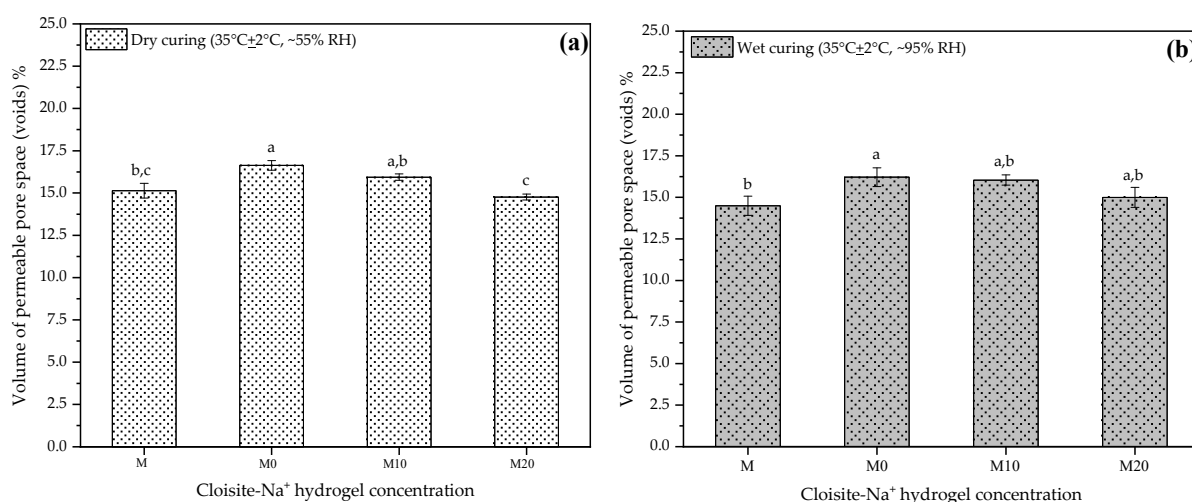 Volume of permeable pore space (voids) %
25.0
22.5
20.0
17.5
15.0
12.5
10.0
7.5
5.0
2.5
0.0
Dry curing (35°C±2°C, ~55% RH)
(a)
b,c
a
a,b
c
M
M0
M10
M20
Cloisite-Na⁺ hydrogel concentration
Volume of permeable pore space (voids) %
25.0
22.5
20.0
17.5
15.0
12.5
10.0
7.5
5.0
2.5
0.0
Wet curing (35°C±2°C, ~95% RH)
(b)
b
a
a,b
a,b
M
M0
M10
M20
Cloisite-Na⁺ hydrogel concentration